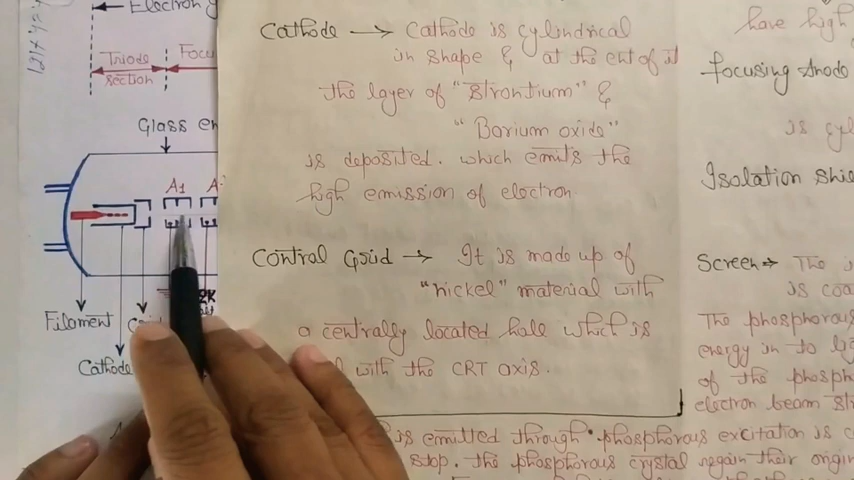 Electron
Triode
section
Focu
Glass en
A1
A
Filament
Cathode
Cathode → Cathode is cylindrical
in shape & at the ent of it
the layer of "Strontium" &
"Barium oxide"
is deposited. which emits the
high emission of electron.
Control Grid → It is made up of
"nickel" material with
a centrally located hole which is
with the CRT axis.
is emitted through phosphorous excitation is
stop. the phosphorous crystal regain their origin
have high
focusing Anode
is cyl
Isolation Shie
Screen → The i
is coa
The phosphorous
energy in to li
of the phosph
electron beam str